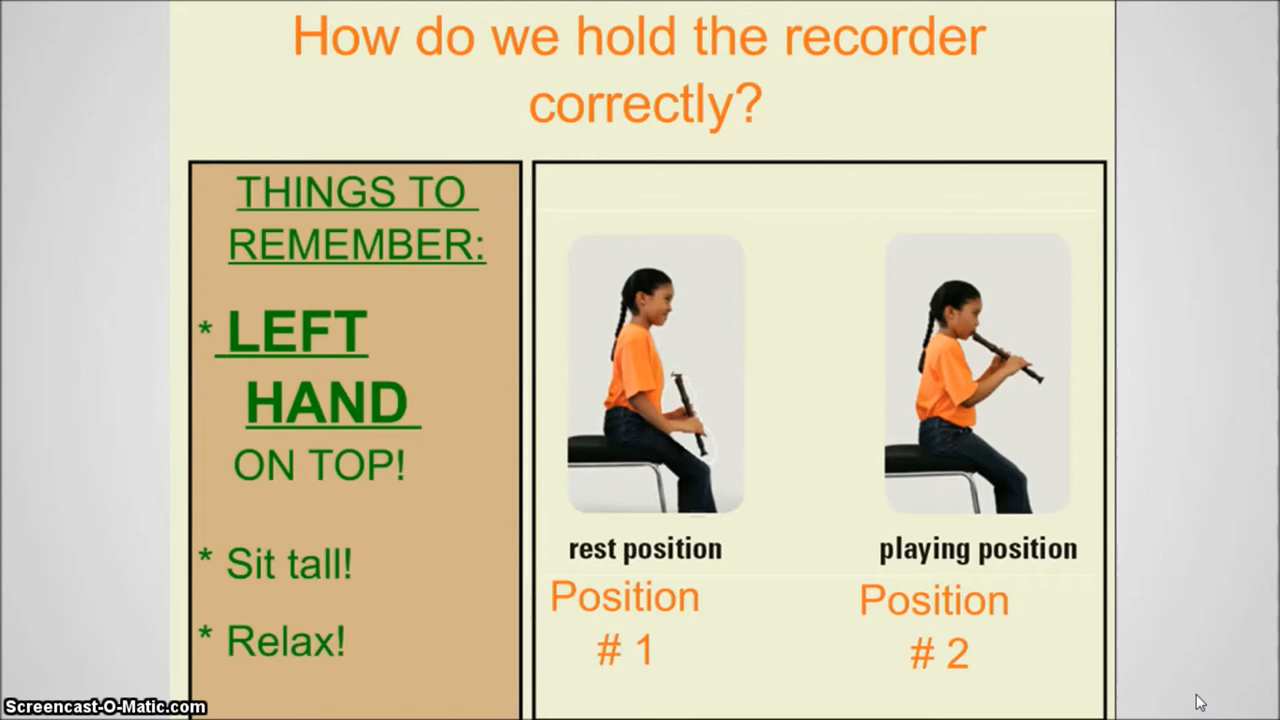 How do we hold the recorder
correctly?
THINGS TO
REMEMBER:
* LEFT
HAND
ON TOP!
* Sit tall!
* Relax!
rest position
Position
# 1
playing position
Position
# 2
Screencast-O-Matic.com